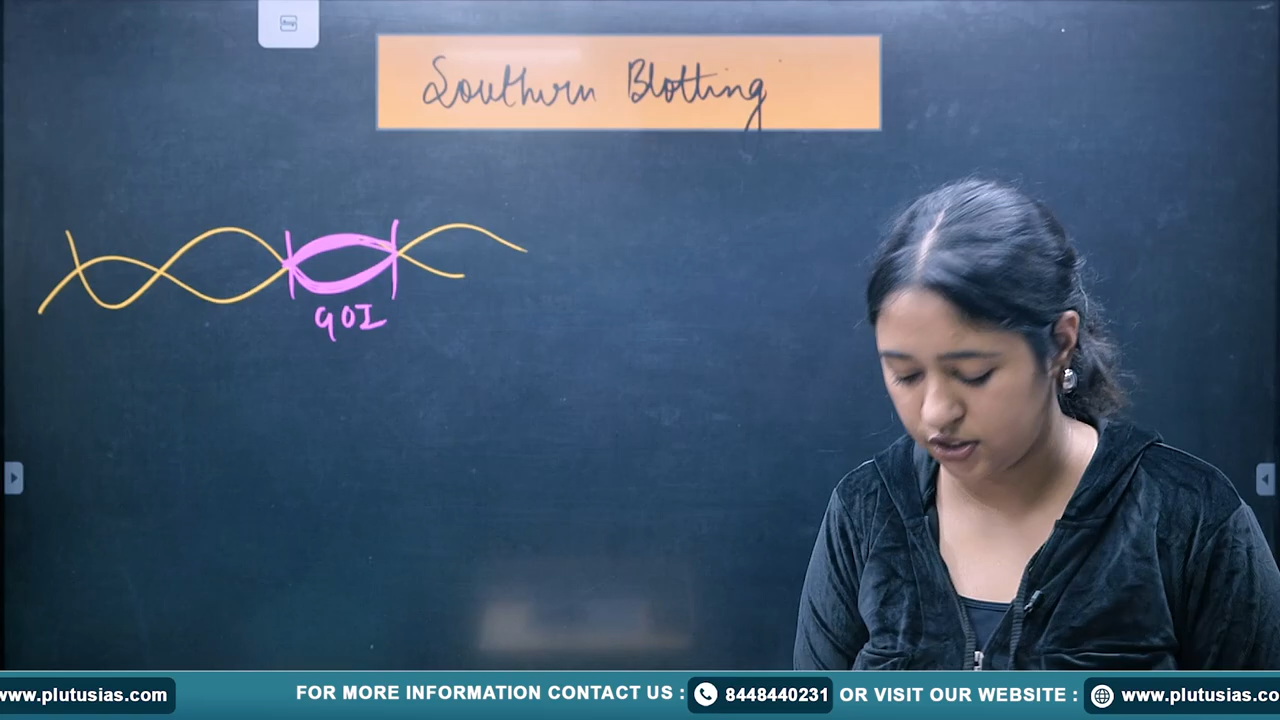 Southern Blotting
GOI
www.plutusias.com
FOR MORE INFORMATION CONTACT US : 8448440231 OR VISIT OUR WEBSITE : www.plutusias.co